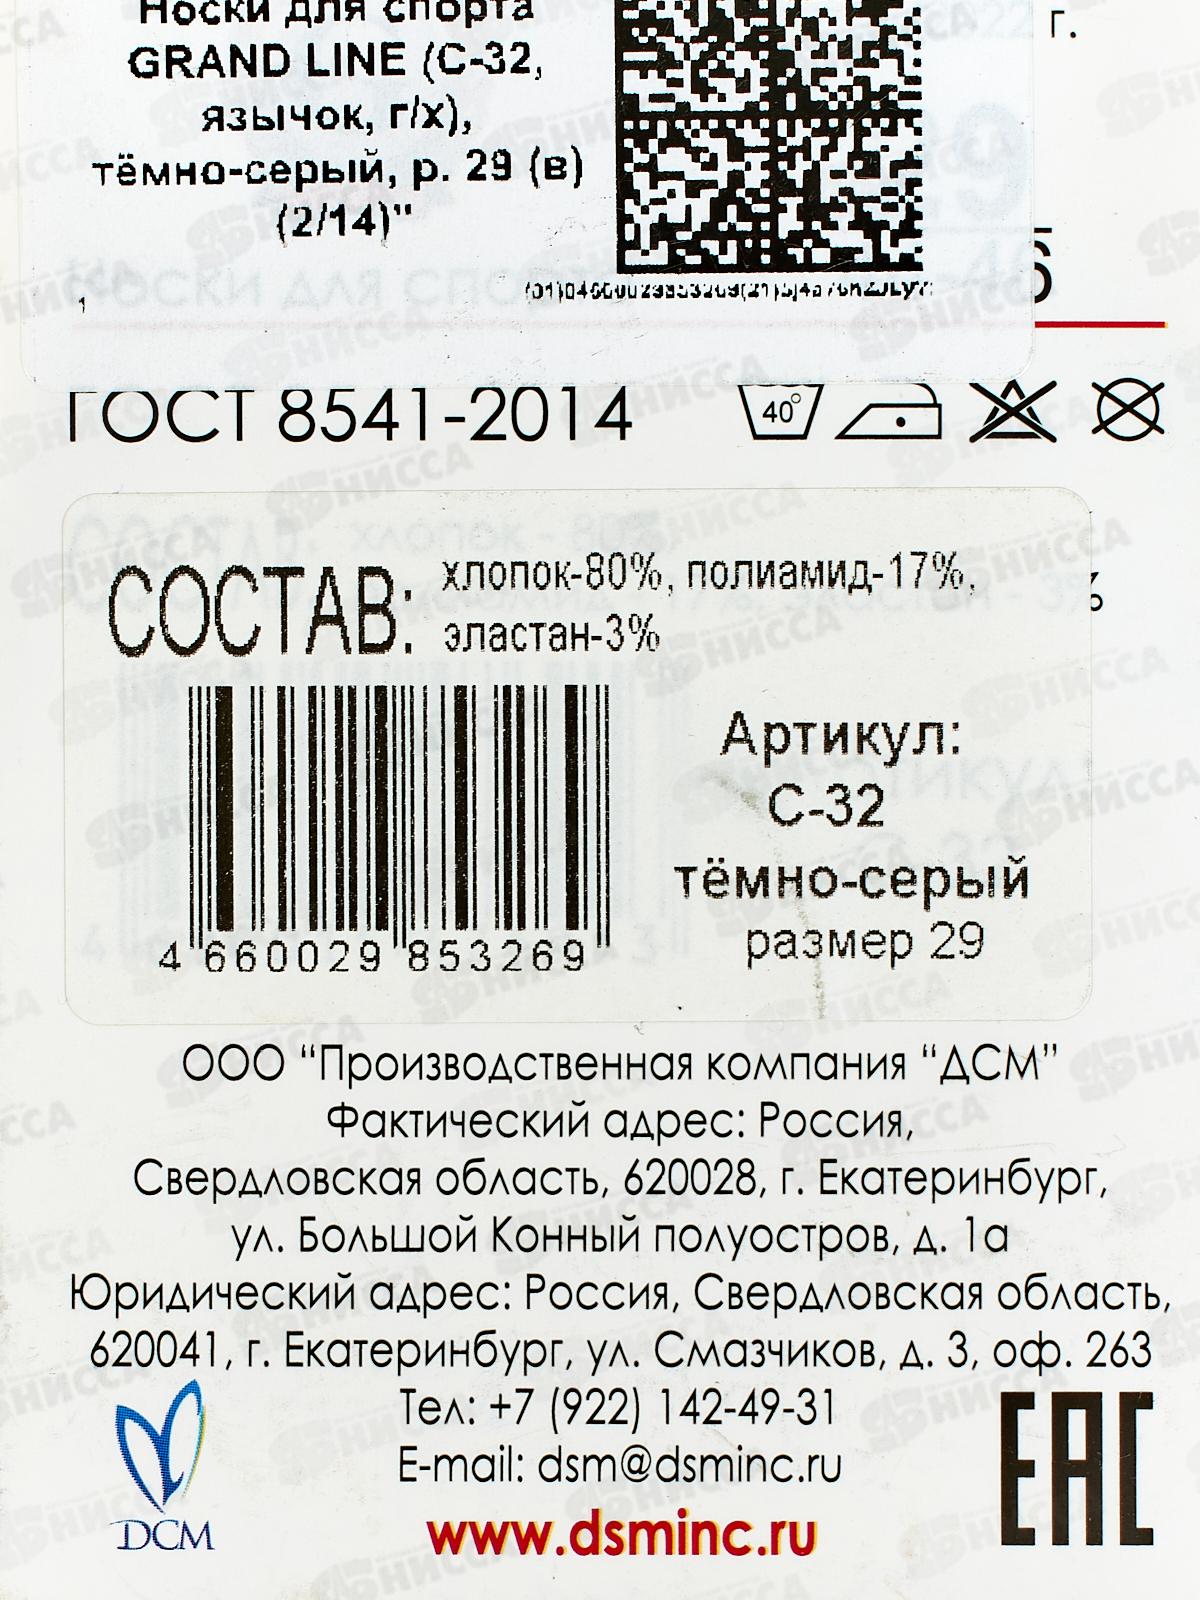 Носки для спорта
GRAND LINE (С-32,
язычок, г/х),
тёмно-серый, р. 29 (в)
(2/14)"
г.
1
ГОСТ 8541-2014
40°
СОСТАВ: хлопок-80%, полиамид-17%,
эластан-3%
%
Артикул:
С-32
тёмно-серый
размер 29
4 660029 853269
ООО “Производственная компания “ДСМ”
Фактический адрес: Россия,
Свердловская область, 620028, г. Екатеринбург,
ул. Большой Конный полуостров, д. 1а
Юридический адрес: Россия, Свердловская область,
620041, г. Екатеринбург, ул. Смазчиков, д. 3, оф. 263
Тел: +7 (922) 142-49-31
E-mail: dsm@dsminc.ru
www.dsminc.ru
DCM
EAC
НИССА